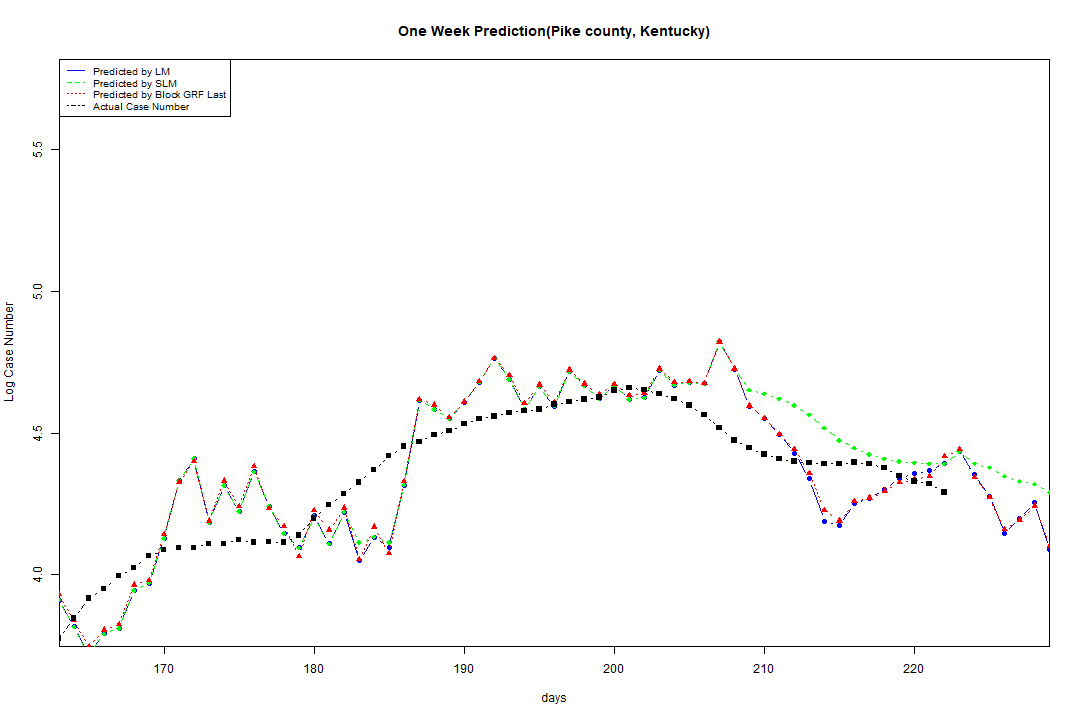 One Week Prediction(Pike county, Kentucky)
Predicted by LM
Predicted by SLM
Predicted by Block GRF Last
Actual Case Number
5.5
5.0
4.5
4.0
Log Case Number
170 180 190 200 210 220
days